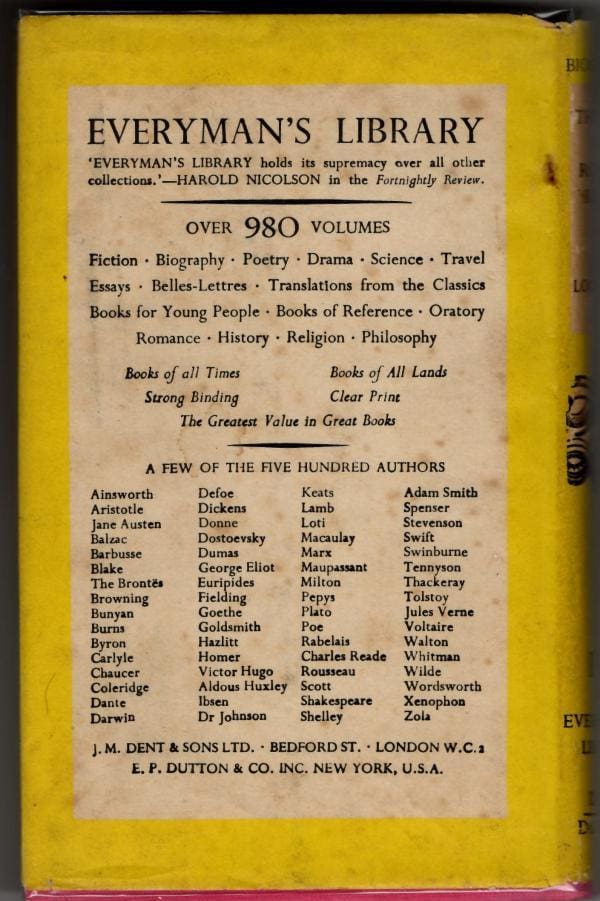 EVERYMAN'S LIBRARY
'EVERYMAN'S LIBRARY holds its supremacy over all other
collections.'—HAROLD NICOLSON in the Fortnightly Review.
OVER 980 VOLUMES
Fiction · Biography · Poetry · Drama · Science · Travel
Essays · Belles-Lettres · Translations from the Classics
Books for Young People · Books of Reference · Oratory
Romance · History · Religion · Philosophy
Books of all Times Books of All Lands
Strong Binding Clear Print
The Greatest Value in Great Books
A FEW OF THE FIVE HUNDRED AUTHORS
Ainsworth
Aristotle
Jane Austen
Balzac
Barbusse
Blake
The Brontës
Browning
Bunyan
Burns
Byron
Carlyle
Chaucer
Coleridge
Dante
Darwin
Defoe
Dickens
Donne
Dostoevsky
Dumas
George Eliot
Euripides
Fielding
Goethe
Goldsmith
Hazlitt
Homer
Victor Hugo
Aldous Huxley
Ibsen
Dr Johnson
Keats
Lamb
Loti
Macaulay
Marx
Maupassant
Milton
Pepys
Plato
Poe
Rabelais
Charles Reade
Rousseau
Scott
Shakespeare
Shelley
Adam Smith
Spenser
Stevenson
Swift
Swinburne
Tennyson
Thackeray
Tolstoy
Jules Verne
Voltaire
Walton
Whitman
Wilde
Wordsworth
Xenophon
Zola
J. M. DENT & SONS LTD. · BEDFORD ST. · LONDON W.C.2
E. P. DUTTON & CO. INC. NEW YORK, U.S.A.